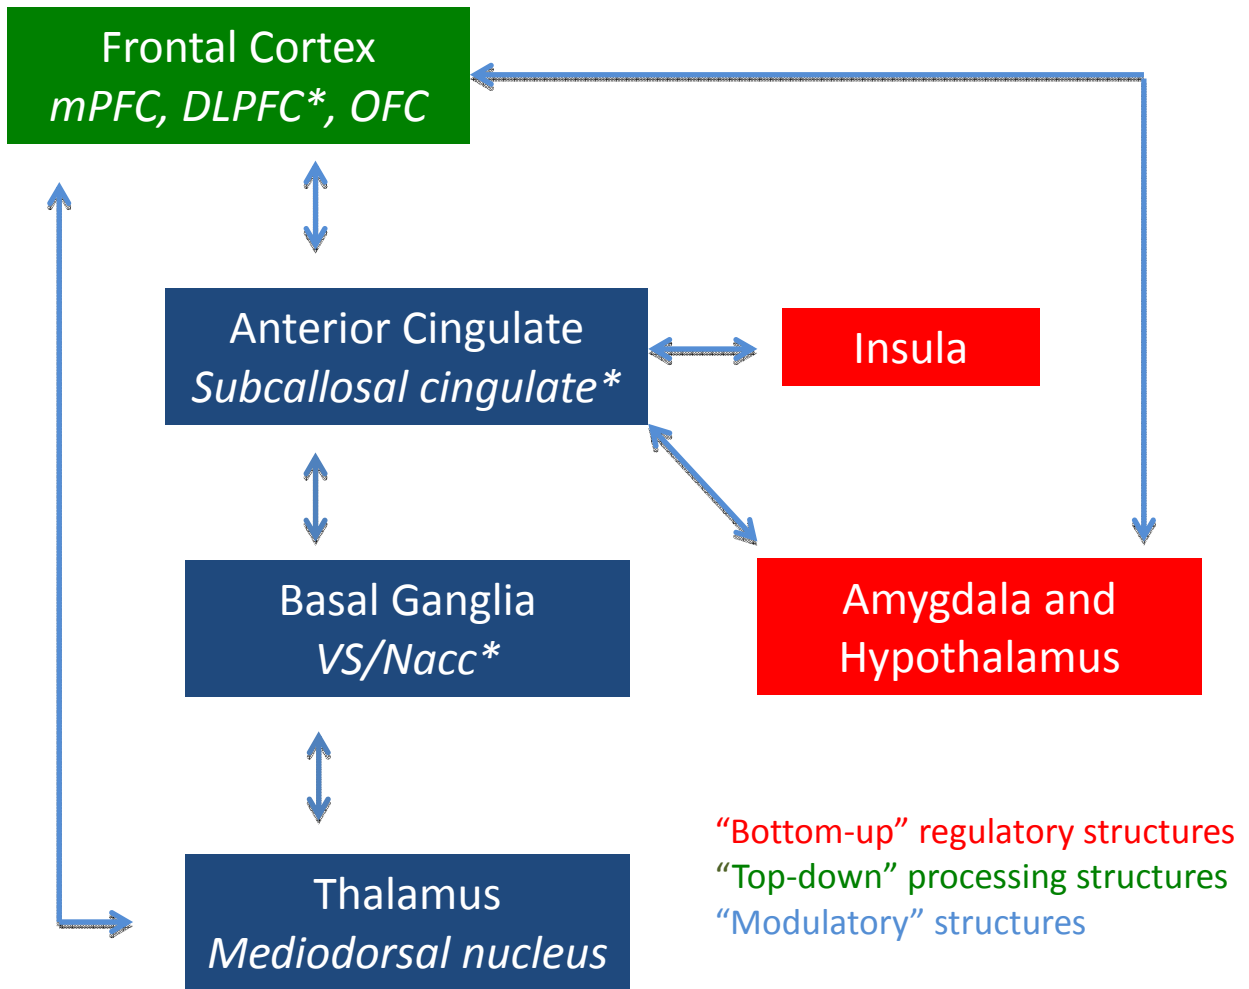 Frontal Cortex
mPFC, DLPFC*, OFC
Anterior Cingulate
Subcallosal cingulate*
Insula
Basal Ganglia
VS/Nacc*
Amygdala and
Hypothalamus
Thalamus
Mediodorsal nucleus
“Bottom-up” regulatory structures
“Top-down” processing structures
“Modulatory” structures